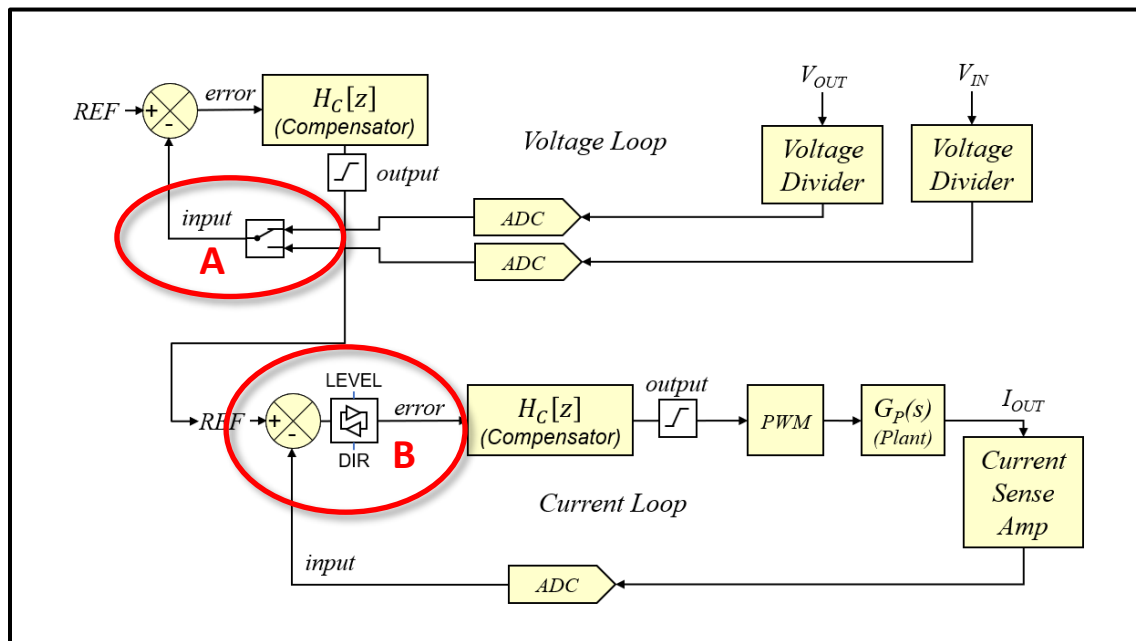 REF
+
-
error
H_C[z]
(Compensator)
output
Voltage Loop
V_OUT
V_IN
Voltage
Divider
Voltage
Divider
input
A
ADC
ADC
REF
+
-
LEVEL
DIR
error
B
H_C[z]
(Compensator)
output
PWM
G_P(s)
(Plant)
I_OUT
Current
Sense
Amp
Current Loop
input
ADC